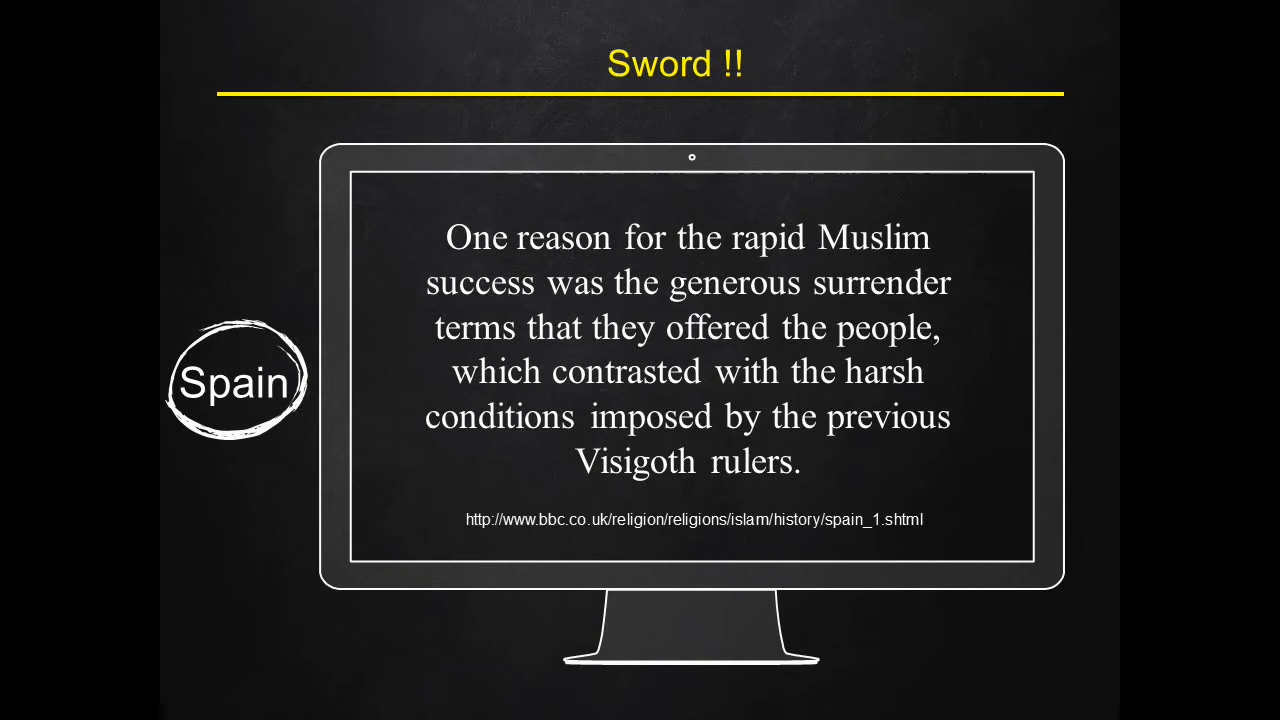 Sword !!
One reason for the rapid Muslim
success was the generous surrender
terms that they offered the people,
which contrasted with the harsh
conditions imposed by the previous
Visigoth rulers.
http://www.bbc.co.uk/religion/religions/islam/history/spain_1.shtml
Spain